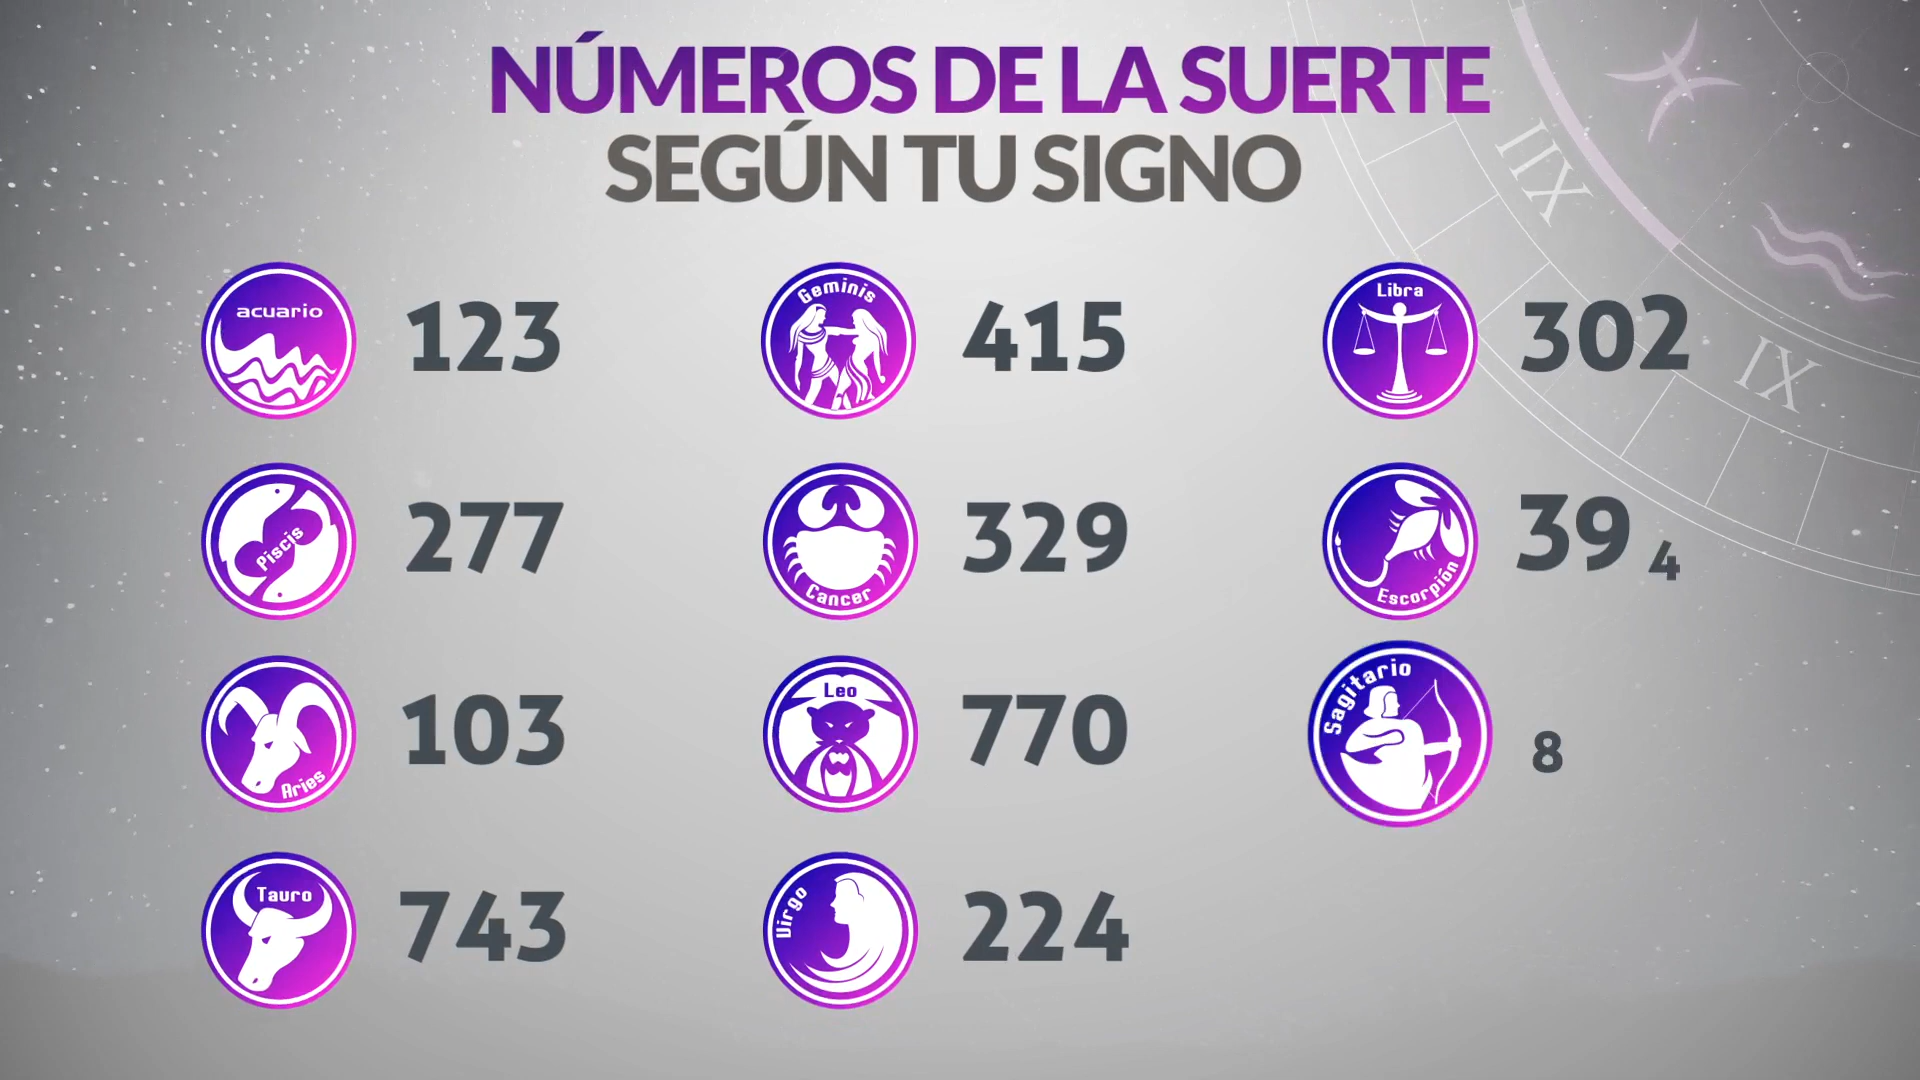 NÚMEROS DE LA SUERTE
SEGÚN TU SIGNO
acuario 123
Geminis 415
Libra 302
Piscis 277
Cancer 329
Escorpión 39 4
Aries 103
Leo 770
Sagitario 8
Tauro 743
Virgo 224
IIX
IX